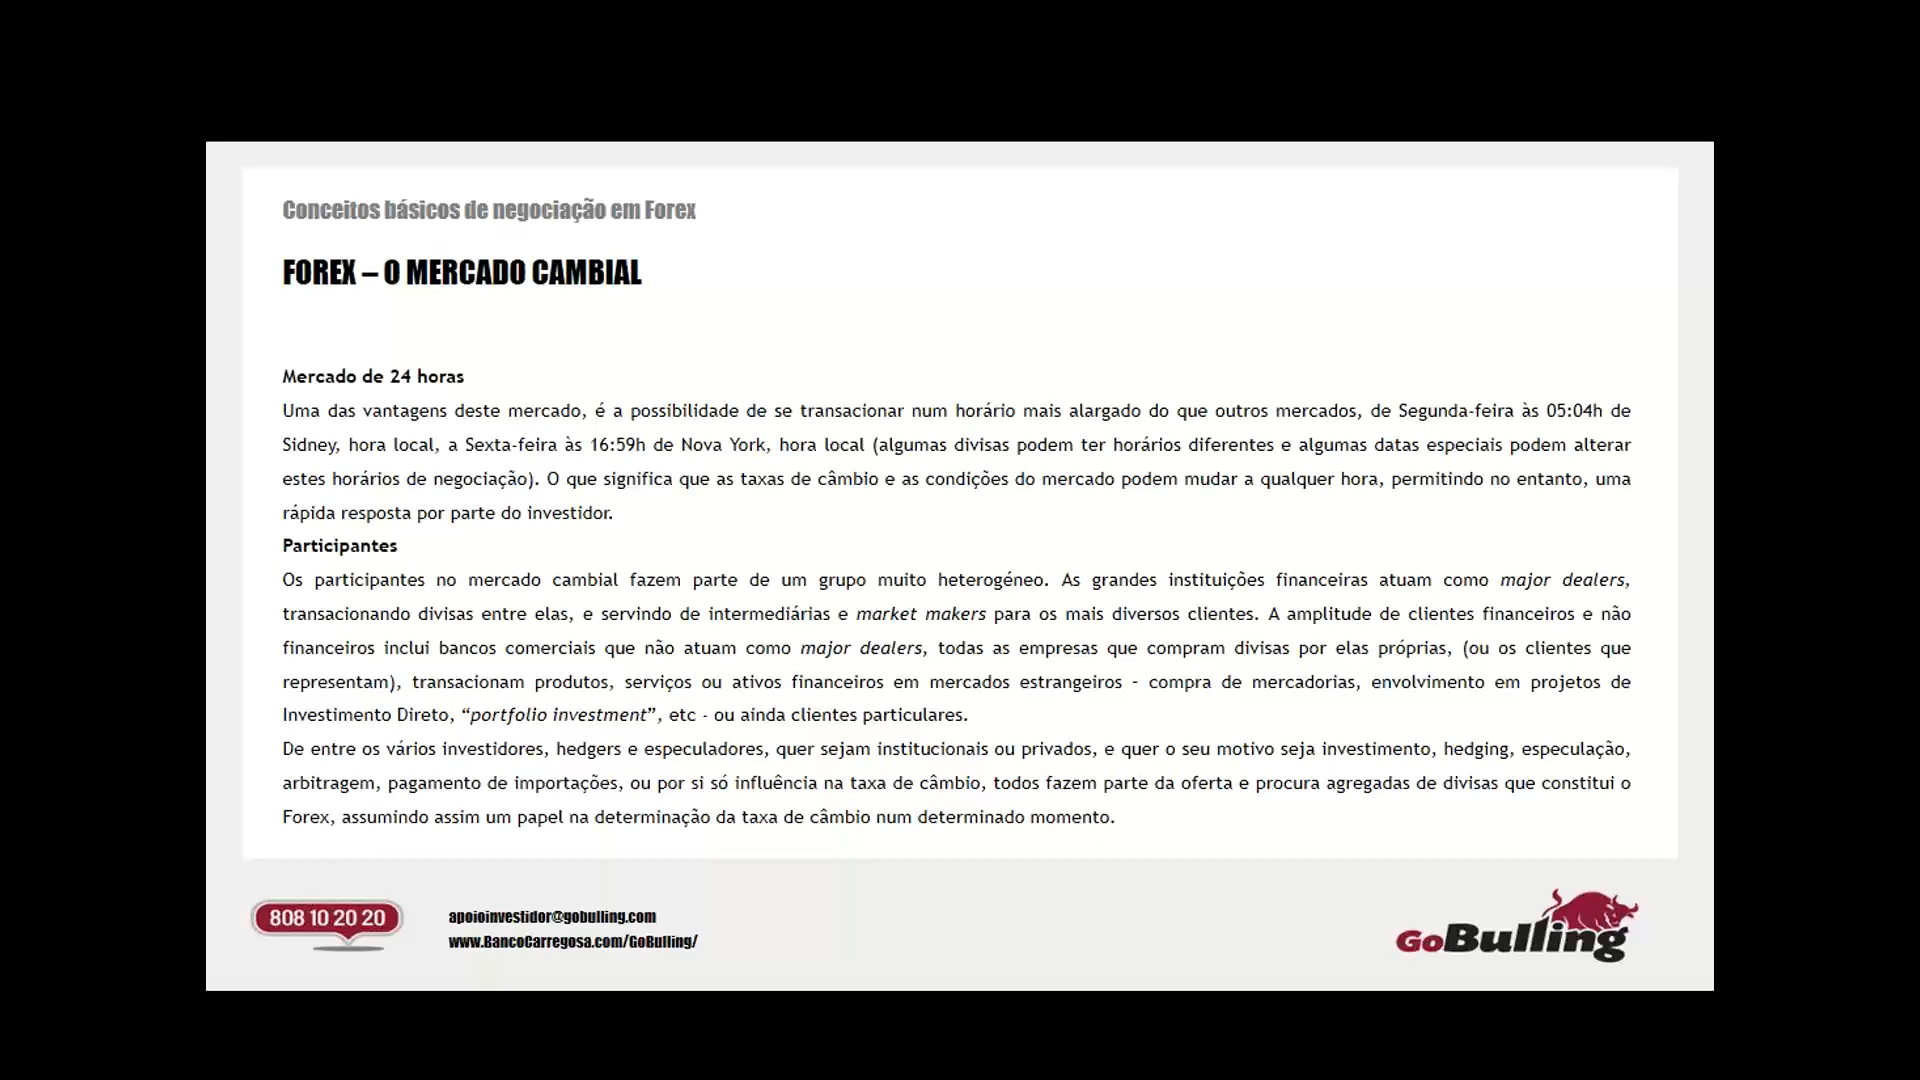 Conceitos básicos de negociação em Forex
FOREX – O MERCADO CAMBIAL
Mercado de 24 horas
Uma das vantagens deste mercado, é a possibilidade de se transacionar num horário mais alargado do que outros mercados, de Segunda-feira às 05:04h de
Sidney, hora local, a Sexta-feira às 16:59h de Nova York, hora local (algumas divisas podem ter horários diferentes e algumas datas especiais podem alterar
estes horários de negociação). O que significa que as taxas de câmbio e as condições do mercado podem mudar a qualquer hora, permitindo no entanto, uma
rápida resposta por parte do investidor.
Participantes
Os participantes no mercado cambial fazem parte de um grupo muito heterogéneo. As grandes instituições financeiras atuam como major dealers,
transacionando divisas entre elas, e servindo de intermediárias e market makers para os mais diversos clientes. A amplitude de clientes financeiros e não
financeiros inclui bancos comerciais que não atuam como major dealers, todas as empresas que compram divisas por elas próprias, (ou os clientes que
representam), transacionam produtos, serviços ou ativos financeiros em mercados estrangeiros - compra de mercadorias, envolvimento em projetos de
Investimento Direto, “portfolio investment”, etc - ou ainda clientes particulares.
De entre os vários investidores, hedgers e especuladores, quer sejam institucionais ou privados, e quer o seu motivo seja investimento, hedging, especulação,
arbitragem, pagamento de importações, ou por si só influência na taxa de câmbio, todos fazem parte da oferta e procura agregadas de divisas que constitui o
Forex, assumindo assim um papel na determinação da taxa de câmbio num determinado momento.
808 10 20 20
apoioinvestidor@gobulling.com
www.BancoCarregosa.com/GoBulling/
GoBulling